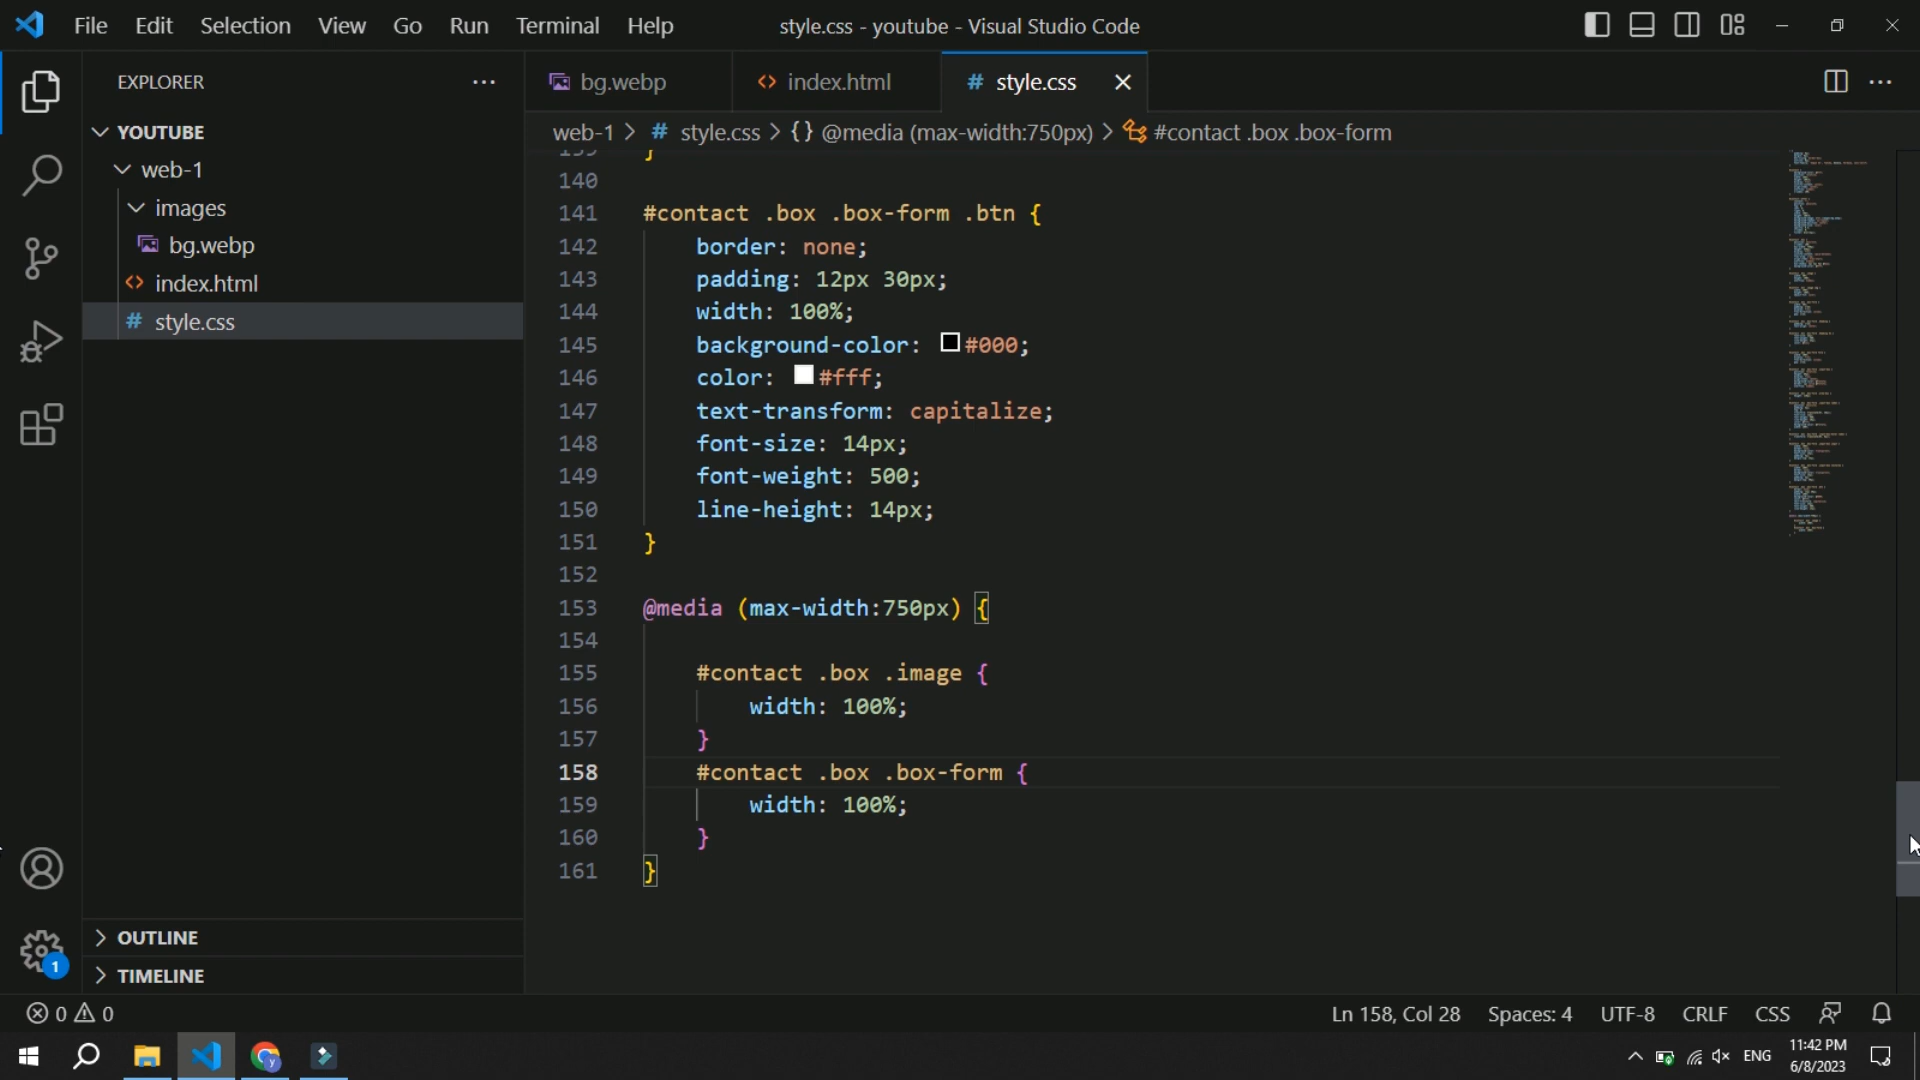 File Edit Selection View Go Run Terminal Help style.css - youtube - Visual Studio Code
EXPLORER
YOUTUBE
web-1
images
bg.webp
index.html
style.css
OUTLINE
TIMELINE
bg.webp index.html style.css
web-1 > # style.css > {} @media (max-width:750px) > #contact .box .box-form
139 }
140
141 #contact .box .box-form .btn {
142 border: none;
143 padding: 12px 30px;
144 width: 100%;
145 background-color: #000;
146 color: #fff;
147 text-transform: capitalize;
148 font-size: 14px;
149 font-weight: 500;
150 line-height: 14px;
151 }
152
153 @media (max-width:750px) {
154
155 #contact .box .image {
156 width: 100%;
157 }
158 #contact .box .box-form {
159 width: 100%;
160 }
161 }
1
0 0 Ln 158, Col 28 Spaces: 4 UTF-8 CRLF CSS
ENG 11:42 PM
6/8/2023